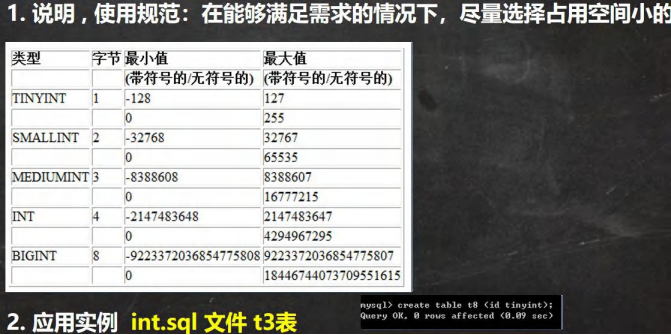 1. 说明，使用规范：在能够满足需求的情况下，尽量选择占用空间小的
类型 字节 最小值 最大值
(带符号的/无符号的) (带符号的/无符号的)
TINYINT 1 -128 127
0 255
SMALLINT 2 -32768 32767
0 65535
MEDIUMINT 3 -8388608 8388607
0 16777215
INT 4 -2147483648 2147483647
0 4294967295
BIGINT 8 -9223372036854775808 9223372036854775807
0 18446744073709551615
mysql> create table t8 (id tinyint);
Query OK, 0 rows affected (0.09 sec)
2. 应用实例 int.sql 文件 t3表